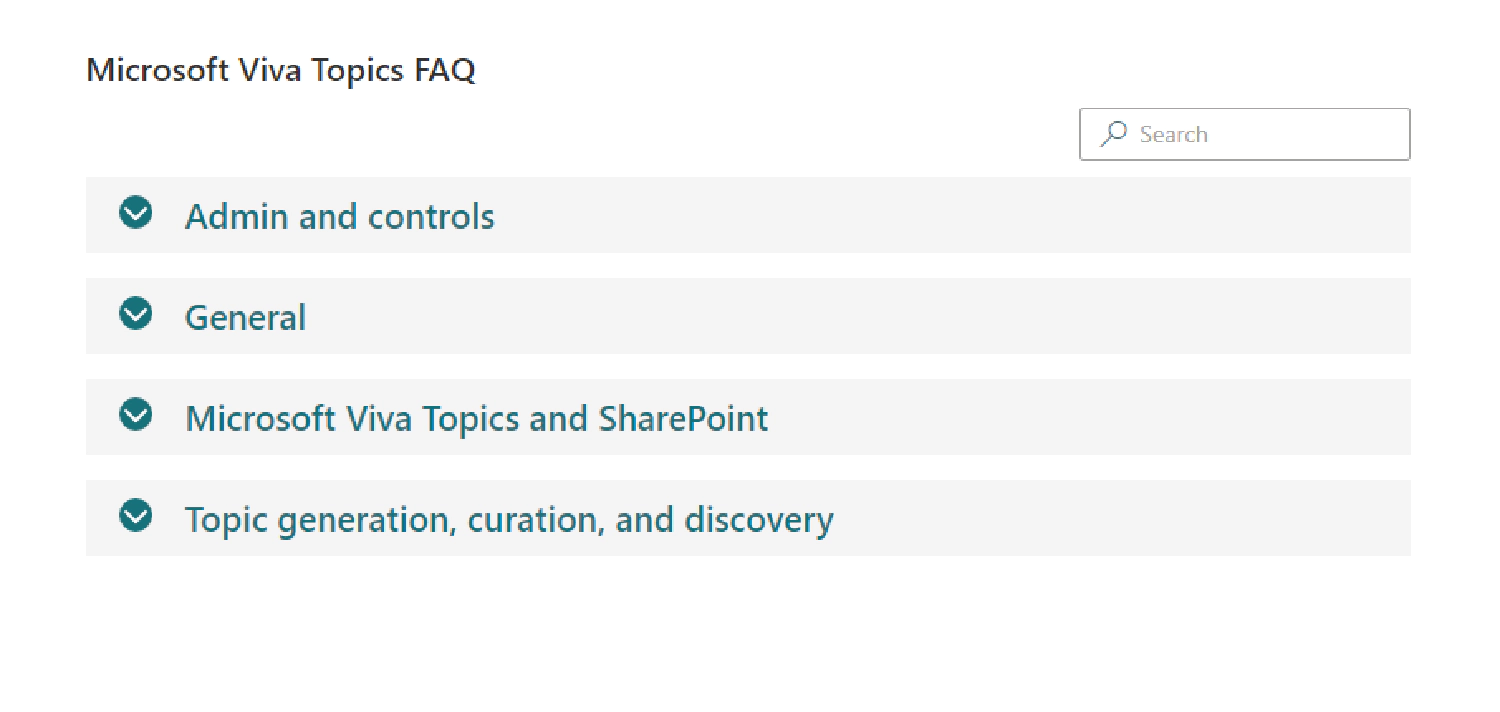 Microsoft Viva Topics FAQ
Search
Admin and controls
General
Microsoft Viva Topics and SharePoint
Topic generation, curation, and discovery